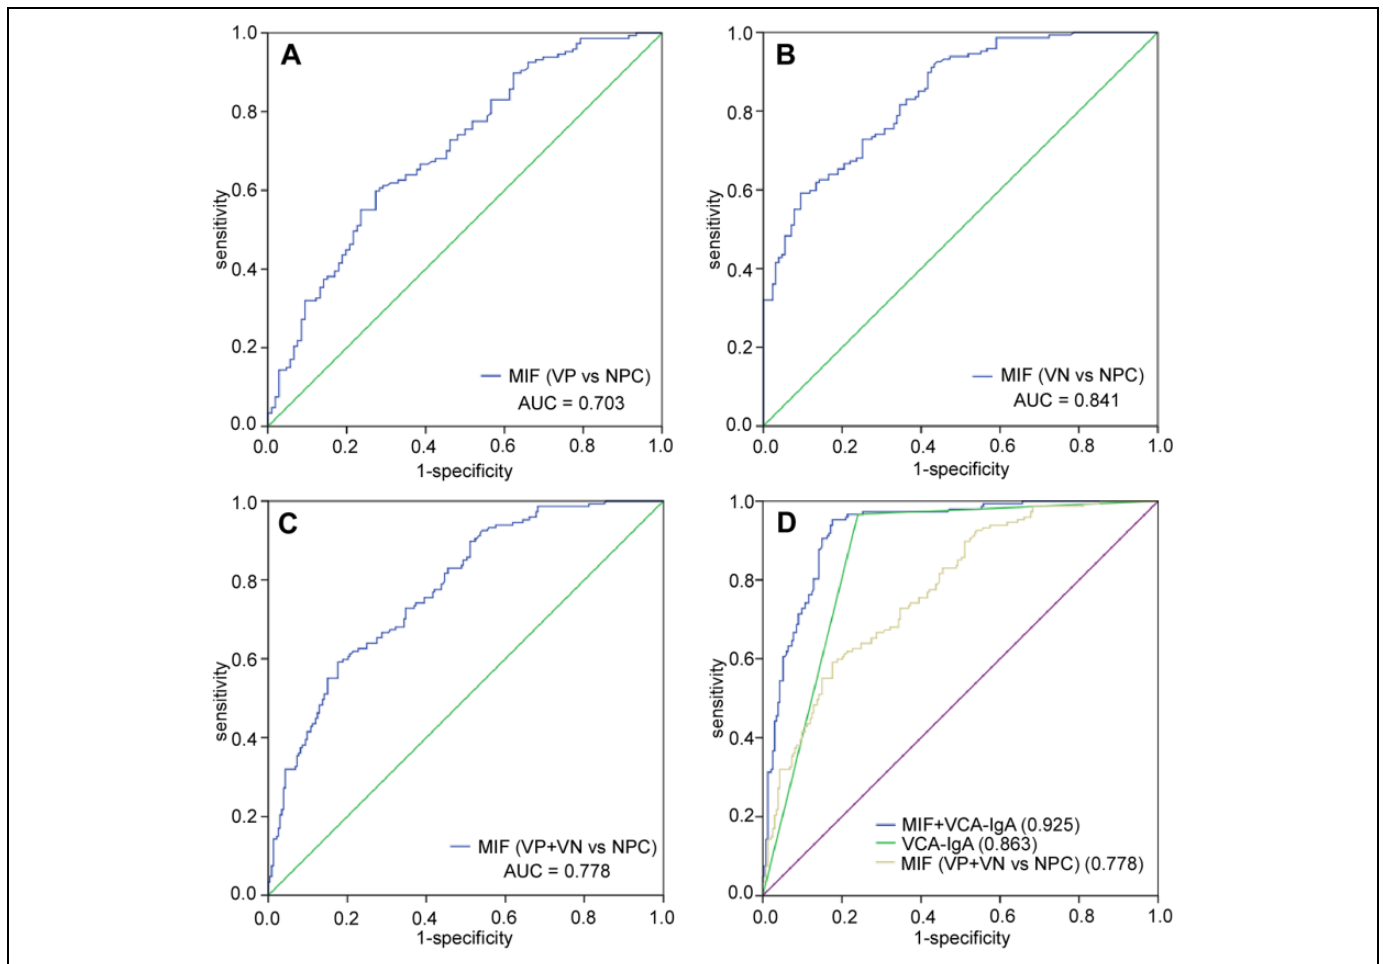 A
sensitivity
1.0
0.8
0.6
0.4
0.2
0.0
MIF (VP vs NPC)
AUC = 0.703
0.0 0.2 0.4 0.6 0.8 1.0
1-specificity
B
sensitivity
1.0
0.8
0.6
0.4
0.2
0.0
MIF (VN vs NPC)
AUC = 0.841
0.0 0.2 0.4 0.6 0.8 1.0
1-specificity
C
sensitivity
1.0
0.8
0.6
0.4
0.2
0.0
MIF (VP+VN vs NPC)
AUC = 0.778
0.0 0.2 0.4 0.6 0.8 1.0
1-specificity
D
sensitivity
1.0
0.8
0.6
0.4
0.2
0.0
MIF+VCA-IgA (0.925)
VCA-IgA (0.863)
MIF (VP+VN vs NPC) (0.778)
0.0 0.2 0.4 0.6 0.8 1.0
1-specificity